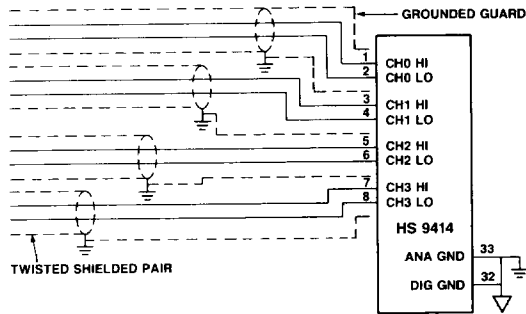 GROUNDED GUARD
1 CH0 HI
2 CH0 LO
3 CH1 HI
4 CH1 LO
5 CH2 HI
6 CH2 LO
7 CH3 HI
8 CH3 LO
HS 9414
ANA GND 33
DIG GND 32
TWISTED SHIELDED PAIR